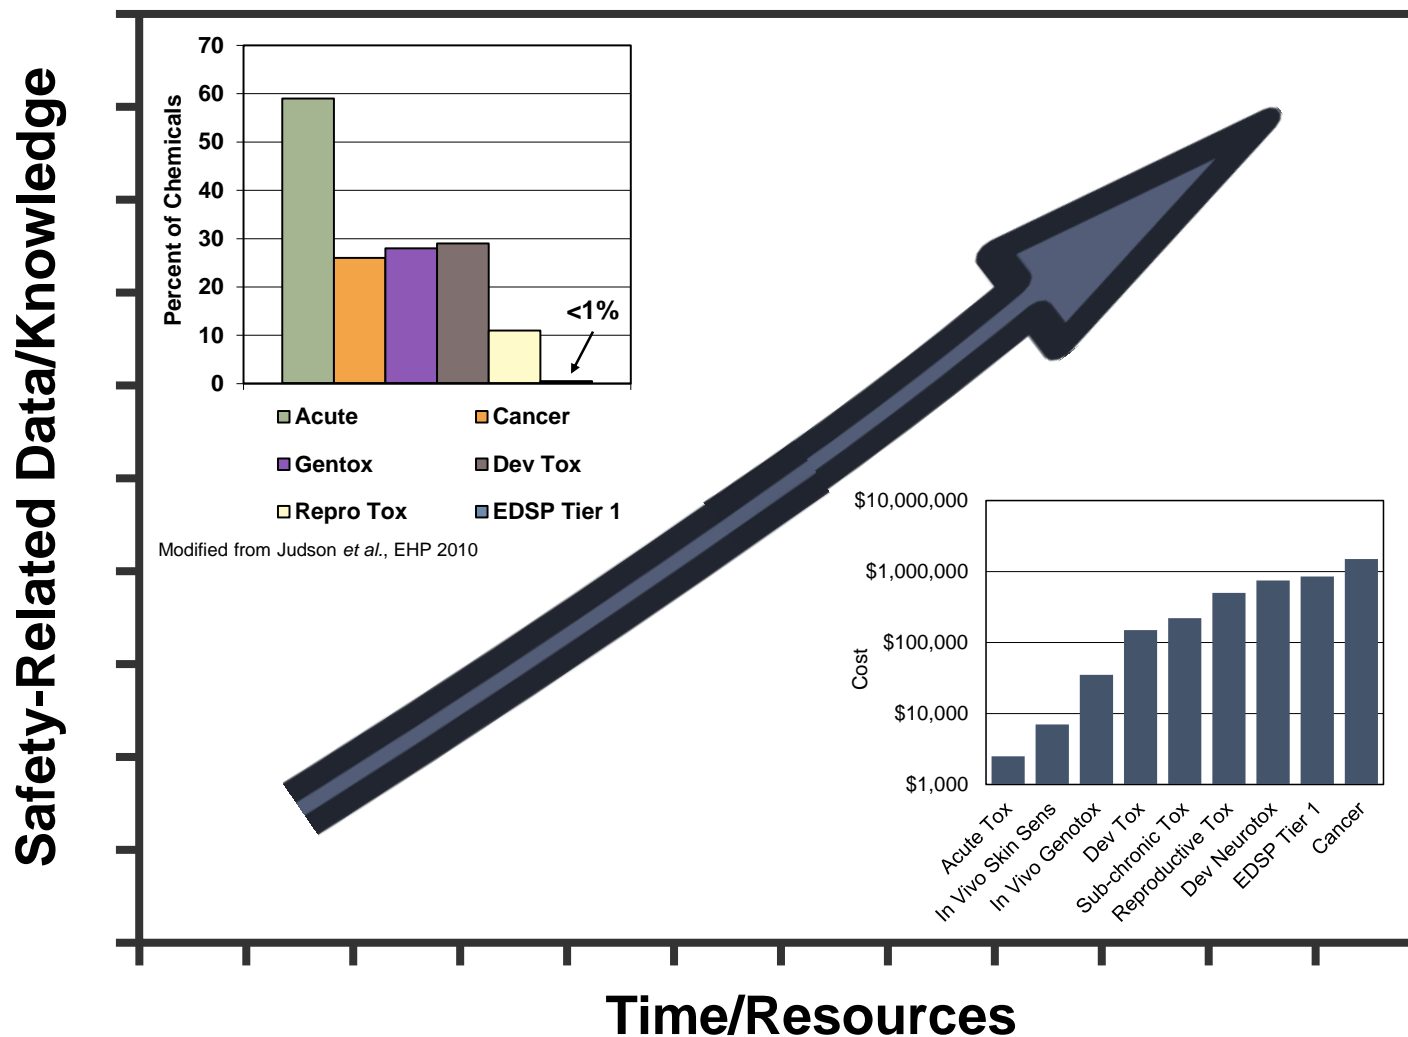 Safety-Related Data/Knowledge
Percent of Chemicals
70
60
50
40
30
20
10
0
<1%
Acute
Cancer
Gentox
Dev Tox
Repro Tox
EDSP Tier 1
Modified from Judson et al., EHP 2010
Cost
$10,000,000
$1,000,000
$100,000
$10,000
$1,000
Acute Tox
In Vivo Skin Sens
In Vivo Genotox
Dev Tox
Sub-chronic Tox
Reproductive Tox
Dev Neurotox
EDSP Tier 1
Cancer
Time/Resources